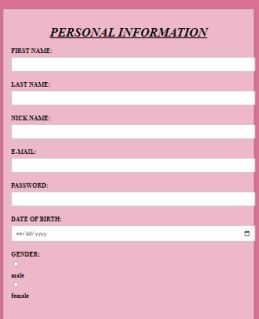 PERSONAL INFORMATION
FIRST NAME:
LAST NAME:
NICK NAME:
E-MAIL:
PASSWORD:
DATE OF BIRTH:
mm/dd/yyyy
GENDER:
male
female